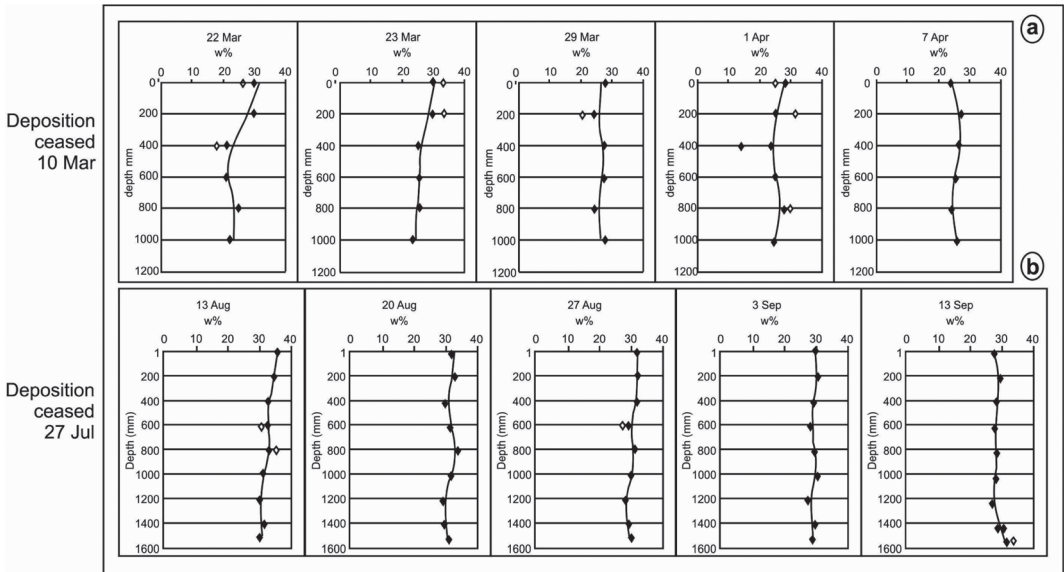 a
22 Mar
w%
0 10 20 30 40
0
200
400
600
800
1000
1200
depth mm
23 Mar
w%
0 10 20 30 40
0
200
400
600
800
1000
1200
depth mm
29 Mar
w%
0 10 20 30 40
0
200
400
600
800
1000
1200
depth mm
1 Apr
w%
0 10 20 30 40
0
200
400
600
800
1000
1200
depth mm
7 Apr
w%
0 10 20 30 40
0
200
400
600
800
1000
1200
depth mm
Deposition
ceased
10 Mar
b
13 Aug
w%
0 10 20 30 40
1
200
400
600
800
1000
1200
1400
1600
Depth (mm)
20 Aug
w%
0 10 20 30 40
1
200
400
600
800
1000
1200
1400
1600
Depth (mm)
27 Aug
w%
0 10 20 30 40
1
200
400
600
800
1000
1200
1400
1600
Depth (mm)
3 Sep
w%
0 10 20 30 40
1
200
400
600
800
1000
1200
1400
1600
Depth (mm)
13 Sep
w%
0 10 20 30 40
1
200
400
600
800
1000
1200
1400
1600
Depth (mm)
Deposition
ceased
27 Jul